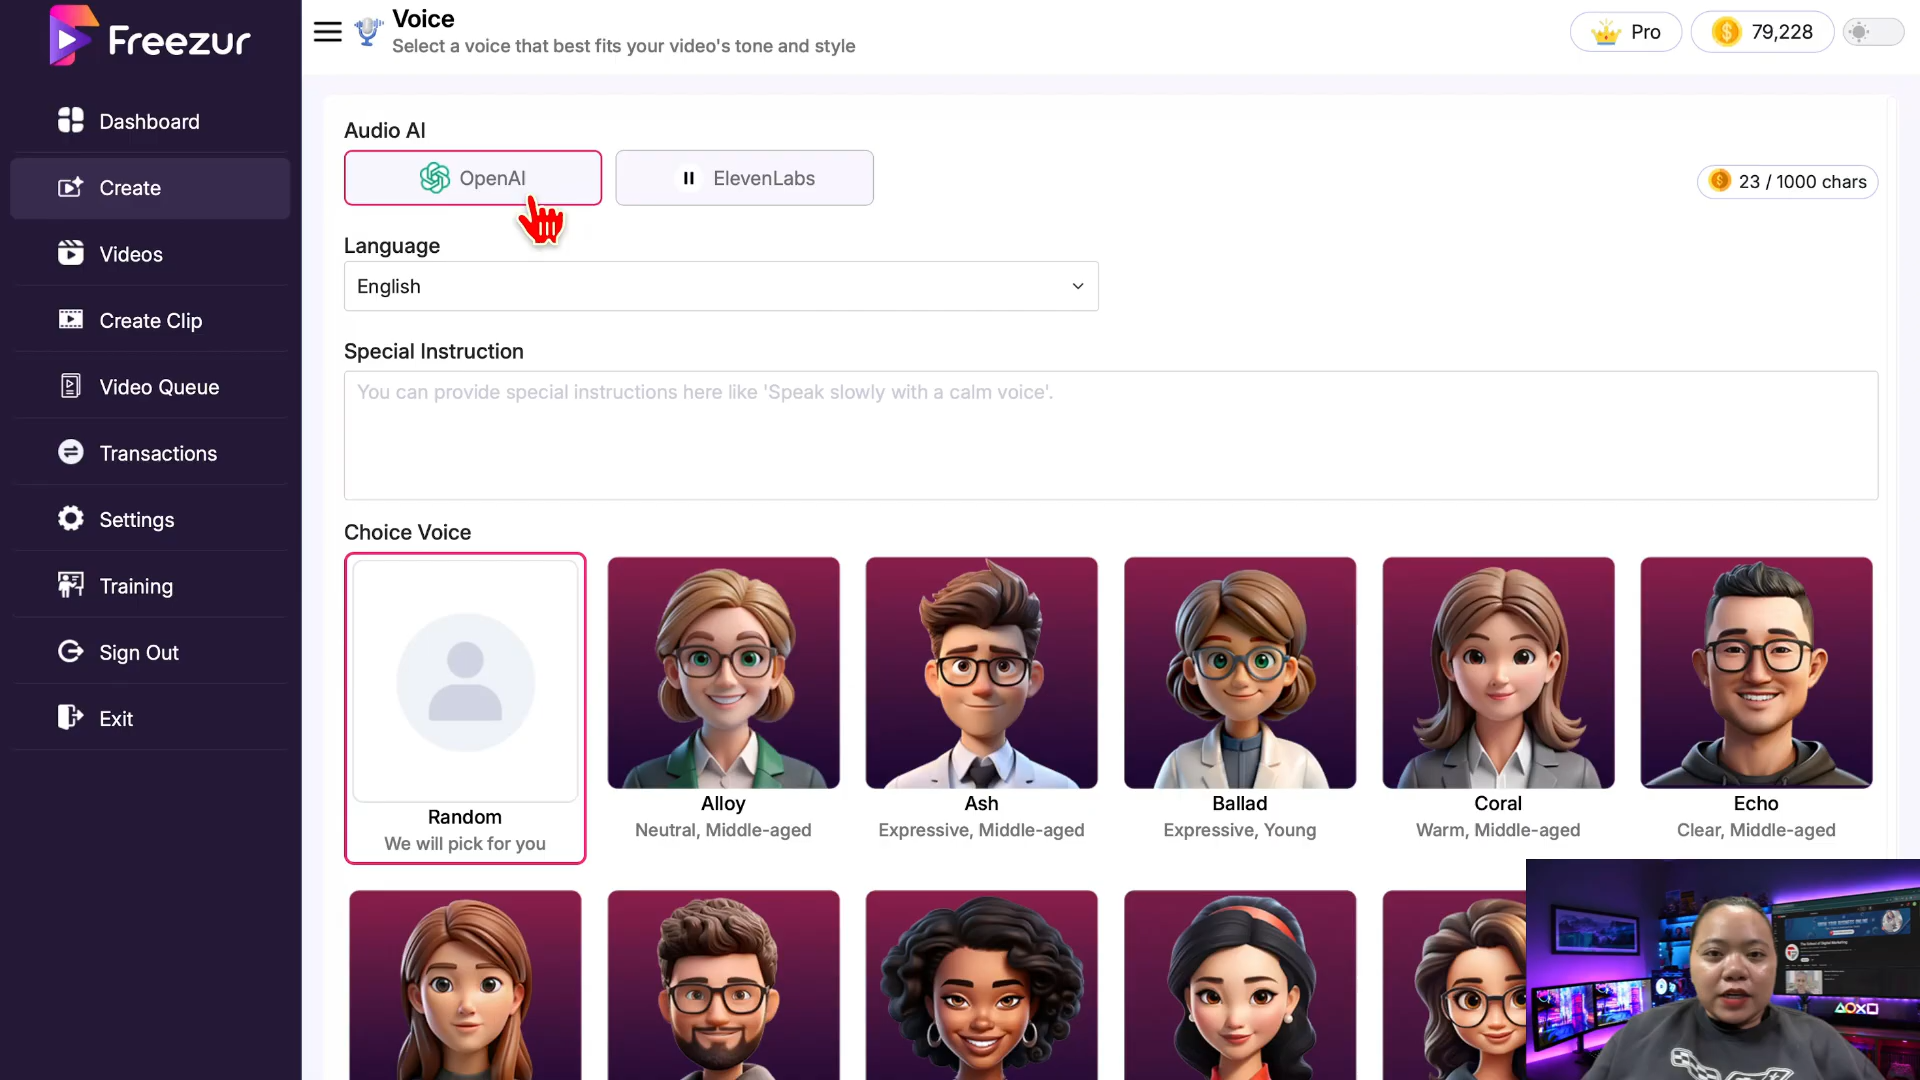 Freezur
Dashboard
Create
Videos
Create Clip
Video Queue
Transactions
Settings
Training
Sign Out
Exit
Voice
Select a voice that best fits your video's tone and style
Pro
79,228
Audio AI
OpenAI
ElevenLabs
23 / 1000 chars
Language
English
Special Instruction
You can provide special instructions here like 'Speak slowly with a calm voice'.
Choice Voice
Random
We will pick for you
Alloy
Neutral, Middle-aged
Ash
Expressive, Middle-aged
Ballad
Expressive, Young
Coral
Warm, Middle-aged
Echo
Clear, Middle-aged